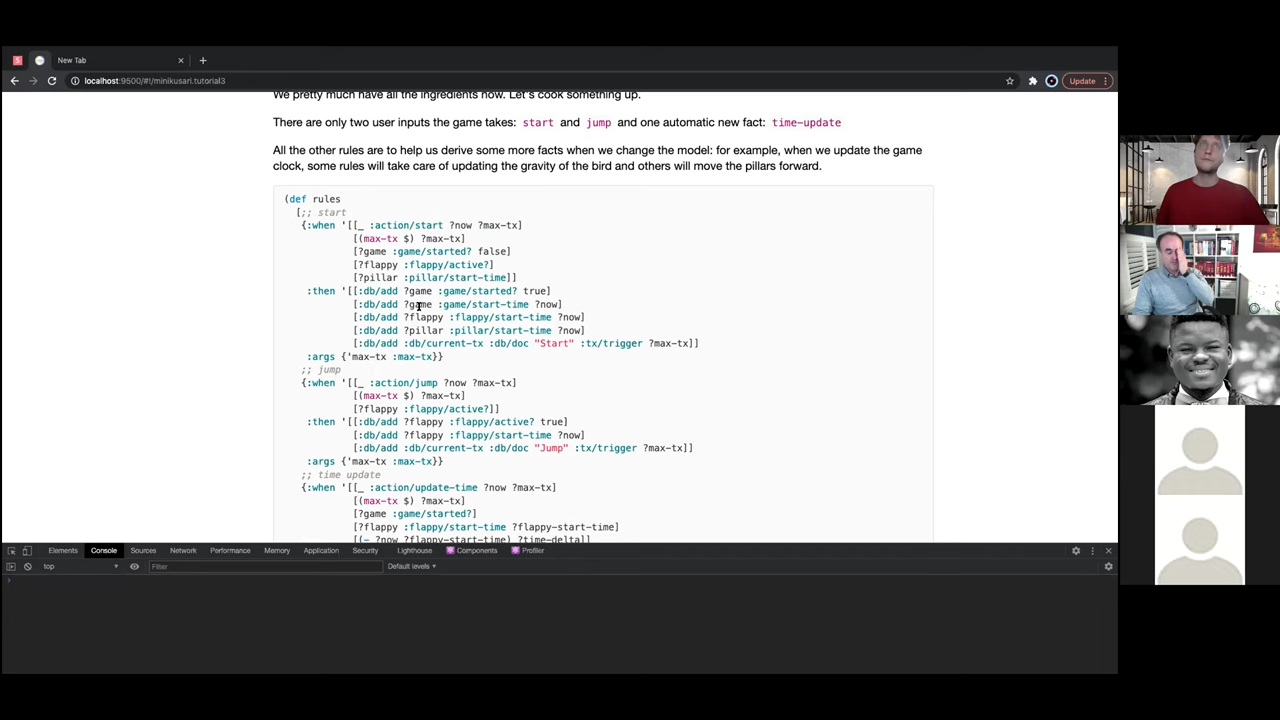 New Tab
localhost:9500/#!/minikusari.tutorial3
Update
We pretty much have all the ingredients now. Let's cook something up.
There are only two user inputs the game takes: start and jump and one automatic new fact: time-update
All the other rules are to help us derive some more facts when we change the model: for example, when we update the game
clock, some rules will take care of updating the gravity of the bird and others will move the pillars forward.
(def rules
[;; start
{:when '[[_ :action/start ?now ?max-tx]
[(max-tx $) ?max-tx]
[?game :game/started? false]
[?flappy :flappy/active?]
[?pillar :pillar/start-time]]
:then '[[:db/add ?game :game/started? true]
[:db/add ?game :game/start-time ?now]
[:db/add ?flappy :flappy/start-time ?now]
[:db/add ?pillar :pillar/start-time ?now]
[:db/add :db/current-tx :db/doc "Start" :tx/trigger ?max-tx]]
:args {'max-tx :max-tx}}
;; jump
{:when '[[_ :action/jump ?now ?max-tx]
[(max-tx $) ?max-tx]
[?flappy :flappy/active?]]
:then '[[:db/add ?flappy :flappy/active? true]
[:db/add ?flappy :flappy/start-time ?now]
[:db/add :db/current-tx :db/doc "Jump" :tx/trigger ?max-tx]]
:args {'max-tx :max-tx}}
;; time update
{:when '[[_ :action/update-time ?now ?max-tx]
[(max-tx $) ?max-tx]
[?game :game/started?]
[?flappy :flappy/start-time ?flappy-start-time]
[(- ?now ?flappy-start-time) ?time-delta]
Elements Console Sources Network Performance Memory Application Security Lighthouse Components Profiler
top Filter Default levels